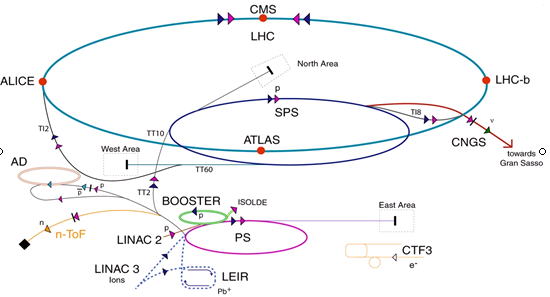 CMS
LHC
ALICE
North Area
LHC-b
p
SPS
TI8
TT10
ATLAS
ν
CNGS
towards
Gran Sasso
TI2
West Area
TT60
AD
p
p̅
TT2
BOOSTER
ISOLDE
p
East Area
n
n-ToF
LINAC 2
p
PS
CTF3
e⁻
LINAC 3
Ions
LEIR
Pb⁺